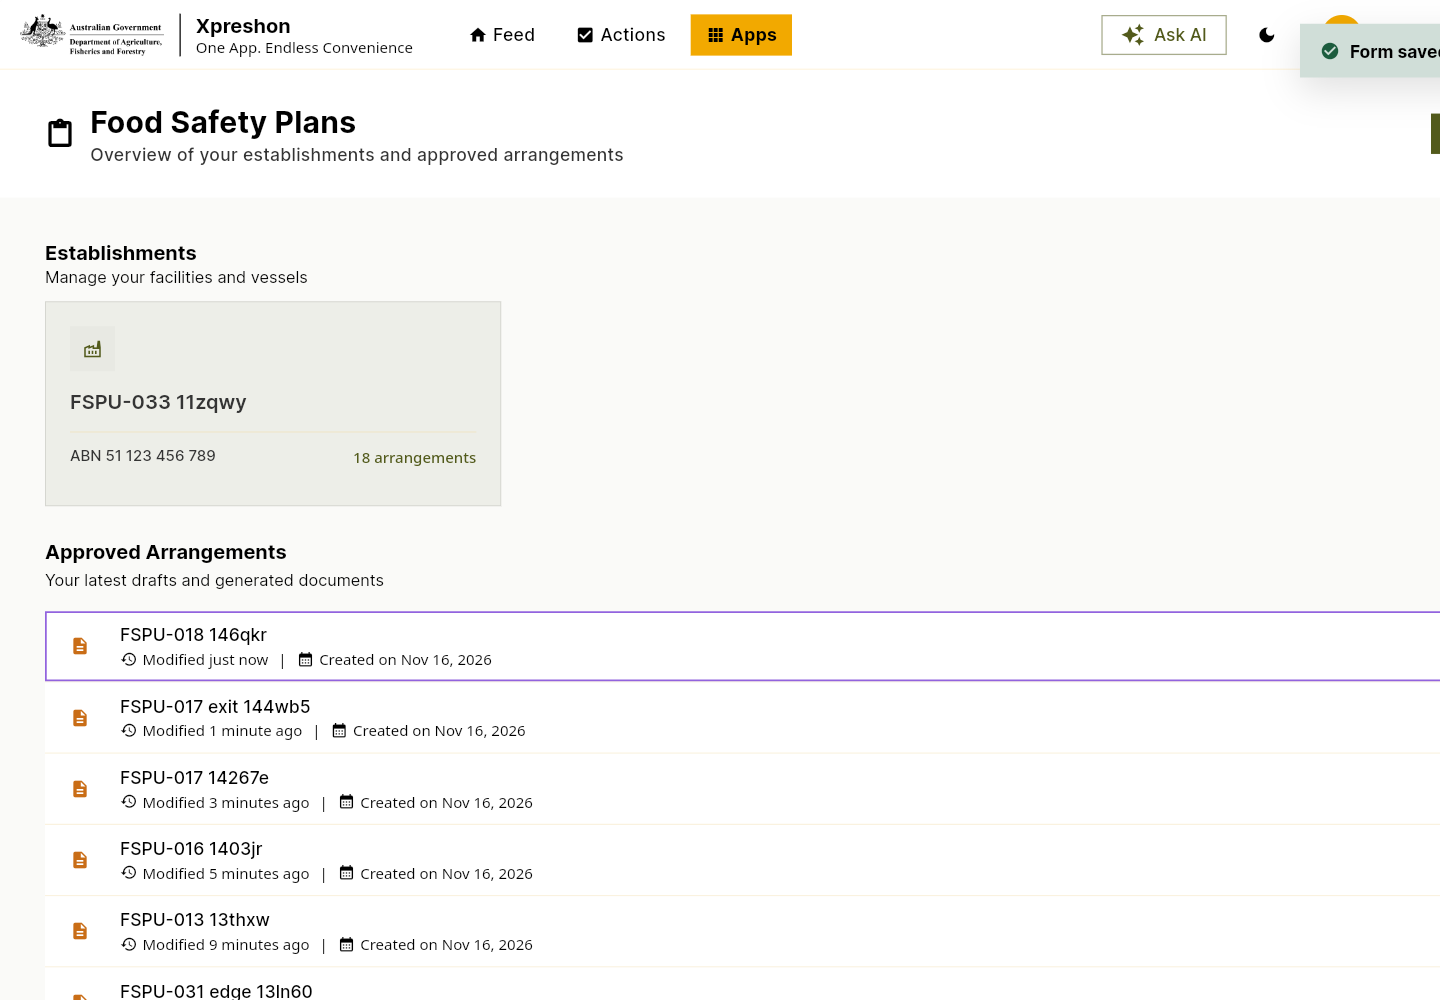 Australian Government
Department of Agriculture,
Fisheries and Forestry
Xpreshon
One App. Endless Convenience
Feed
Actions
Apps
Ask AI
Form saved
Food Safety Plans
Overview of your establishments and approved arrangements
Establishments
Manage your facilities and vessels
FSPU-033 11zqwy
ABN 51 123 456 789
18 arrangements
Approved Arrangements
Your latest drafts and generated documents
FSPU-018 146qkr
Modified just now | Created on Nov 16, 2026
FSPU-017 exit 144wb5
Modified 1 minute ago | Created on Nov 16, 2026
FSPU-017 14267e
Modified 3 minutes ago | Created on Nov 16, 2026
FSPU-016 1403jr
Modified 5 minutes ago | Created on Nov 16, 2026
FSPU-013 13thxw
Modified 9 minutes ago | Created on Nov 16, 2026
FSPU-031 edge 13ln60